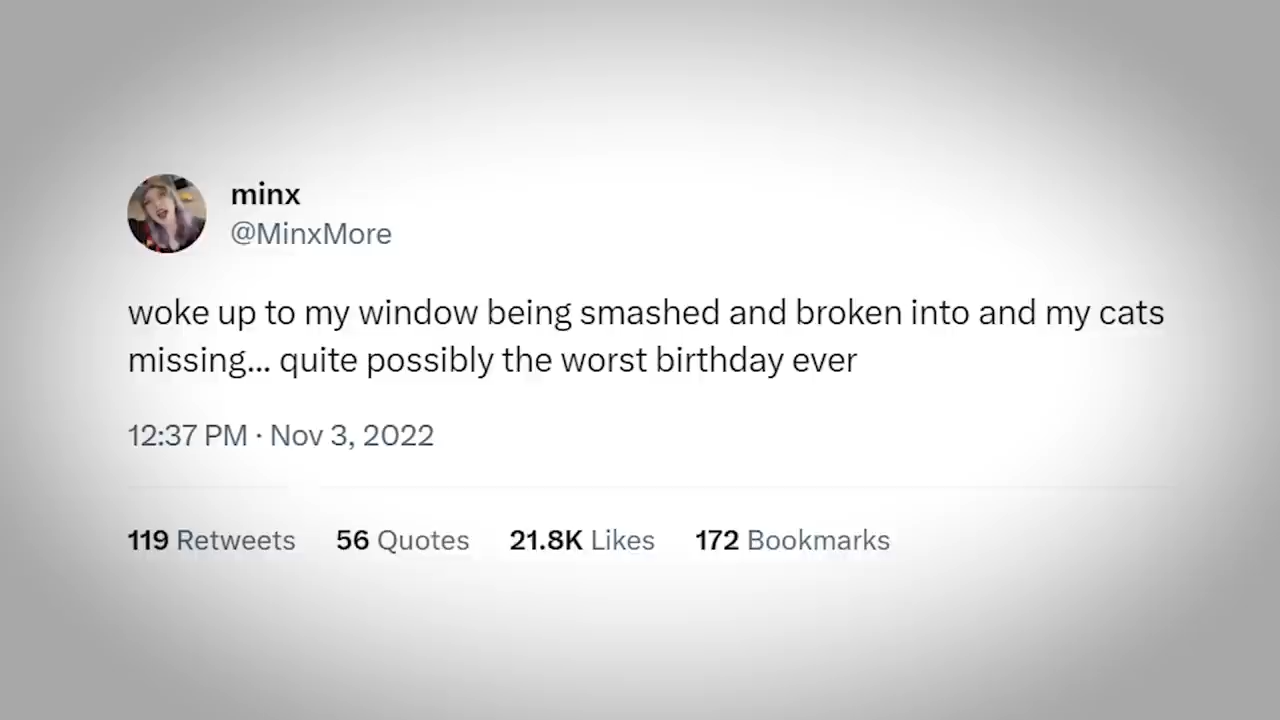 minx
@MinxMore
woke up to my window being smashed and broken into and my cats
missing... quite possibly the worst birthday ever
12:37 PM · Nov 3, 2022
119 Retweets 56 Quotes 21.8K Likes 172 Bookmarks